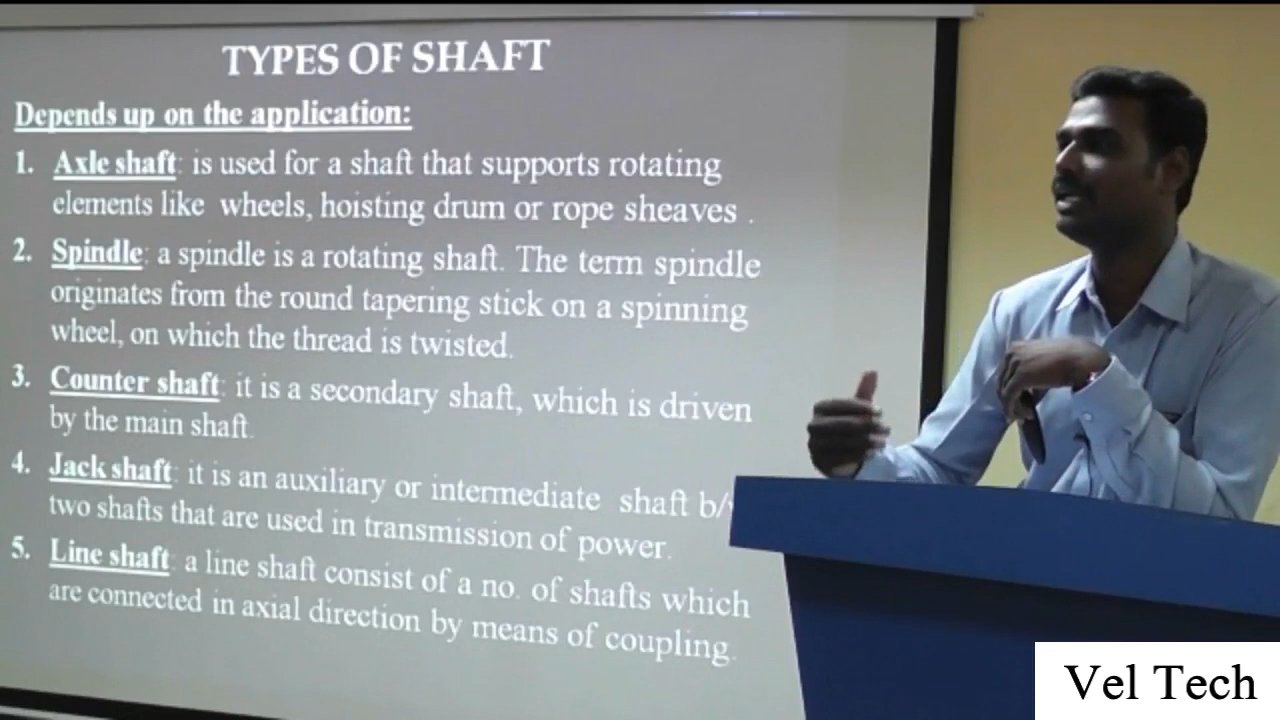 TYPES OF SHAFT
Depends up on the application:
1. Axle shaft: is used for a shaft that supports rotating
elements like wheels, hoisting drum or rope sheaves .
2. Spindle: a spindle is a rotating shaft. The term spindle
originates from the round tapering stick on a spinning
wheel, on which the thread is twisted.
3. Counter shaft: it is a secondary shaft, which is driven
by the main shaft.
4. Jack shaft: it is an auxiliary or intermediate shaft
two shafts that are used in transmission of power.
5. Line shaft: a line shaft consist of a no. of shafts which
are connected in axial direction by means of coupling.
Vel Tech